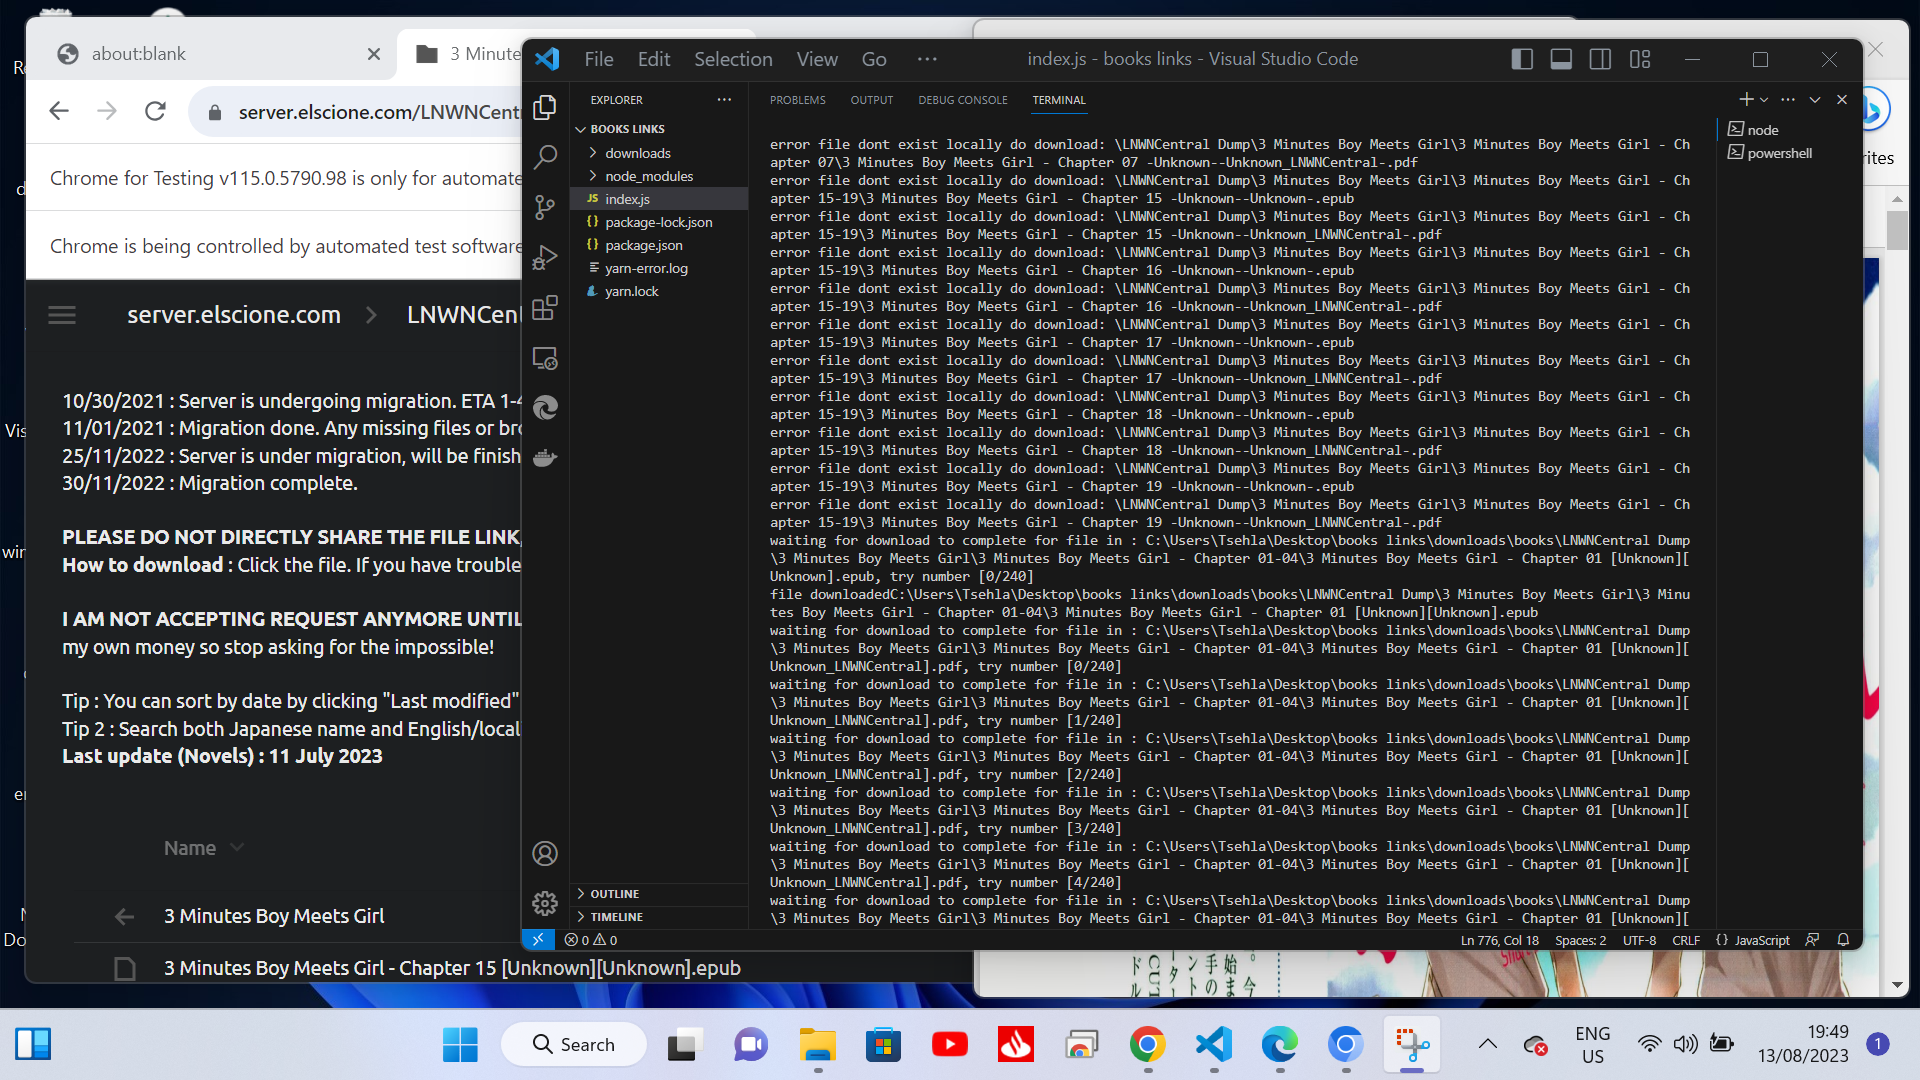 about:blank
3 Minute
server.elscione.com/LNWNCent
Chrome for Testing v115.0.5790.98 is only for automate
Chrome is being controlled by automated test software
server.elscione.com
LNWNCent
10/30/2021 : Server is undergoing migration. ETA 1-4
11/01/2021 : Migration done. Any missing files or bro
25/11/2022 : Server is under migration, will be finish
30/11/2022 : Migration complete.
PLEASE DO NOT DIRECTLY SHARE THE FILE LINK,
How to download : Click the file. If you have trouble
I AM NOT ACCEPTING REQUEST ANYMORE UNTIL
my own money so stop asking for the impossible!
Tip : You can sort by date by clicking "Last modified"
Tip 2 : Search both Japanese name and English/local
Last update (Novels) : 11 July 2023
Name
3 Minutes Boy Meets Girl
3 Minutes Boy Meets Girl - Chapter 15 [Unknown][Unknown].epub
File Edit Selection View Go ···
index.js - books links - Visual Studio Code
EXPLORER
BOOKS LINKS
downloads
node_modules
JS index.js
{} package-lock.json
{} package.json
yarn-error.log
yarn.lock
OUTLINE
TIMELINE
PROBLEMS OUTPUT DEBUG CONSOLE TERMINAL
node
powershell
error file dont exist locally do download: \LNWNCentral Dump\3 Minutes Boy Meets Girl\3 Minutes Boy Meets Girl - Ch
apter 07\3 Minutes Boy Meets Girl - Chapter 07 -Unknown--Unknown_LNWNCentral-.pdf
error file dont exist locally do download: \LNWNCentral Dump\3 Minutes Boy Meets Girl\3 Minutes Boy Meets Girl - Ch
apter 15-19\3 Minutes Boy Meets Girl - Chapter 15 -Unknown--Unknown-.epub
error file dont exist locally do download: \LNWNCentral Dump\3 Minutes Boy Meets Girl\3 Minutes Boy Meets Girl - Ch
apter 15-19\3 Minutes Boy Meets Girl - Chapter 15 -Unknown--Unknown_LNWNCentral-.pdf
error file dont exist locally do download: \LNWNCentral Dump\3 Minutes Boy Meets Girl\3 Minutes Boy Meets Girl - Ch
apter 15-19\3 Minutes Boy Meets Girl - Chapter 16 -Unknown--Unknown-.epub
error file dont exist locally do download: \LNWNCentral Dump\3 Minutes Boy Meets Girl\3 Minutes Boy Meets Girl - Ch
apter 15-19\3 Minutes Boy Meets Girl - Chapter 16 -Unknown--Unknown_LNWNCentral-.pdf
error file dont exist locally do download: \LNWNCentral Dump\3 Minutes Boy Meets Girl\3 Minutes Boy Meets Girl - Ch
apter 15-19\3 Minutes Boy Meets Girl - Chapter 17 -Unknown--Unknown-.epub
error file dont exist locally do download: \LNWNCentral Dump\3 Minutes Boy Meets Girl\3 Minutes Boy Meets Girl - Ch
apter 15-19\3 Minutes Boy Meets Girl - Chapter 17 -Unknown--Unknown_LNWNCentral-.pdf
error file dont exist locally do download: \LNWNCentral Dump\3 Minutes Boy Meets Girl\3 Minutes Boy Meets Girl - Ch
apter 15-19\3 Minutes Boy Meets Girl - Chapter 18 -Unknown--Unknown-.epub
error file dont exist locally do download: \LNWNCentral Dump\3 Minutes Boy Meets Girl\3 Minutes Boy Meets Girl - Ch
apter 15-19\3 Minutes Boy Meets Girl - Chapter 18 -Unknown--Unknown_LNWNCentral-.pdf
error file dont exist locally do download: \LNWNCentral Dump\3 Minutes Boy Meets Girl\3 Minutes Boy Meets Girl - Ch
apter 15-19\3 Minutes Boy Meets Girl - Chapter 19 -Unknown--Unknown-.epub
error file dont exist locally do download: \LNWNCentral Dump\3 Minutes Boy Meets Girl\3 Minutes Boy Meets Girl - Ch
apter 15-19\3 Minutes Boy Meets Girl - Chapter 19 -Unknown--Unknown_LNWNCentral-.pdf
waiting for download to complete for file in : C:\Users\Tsehla\Desktop\books links\downloads\books\LNWNCentral Dump
\3 Minutes Boy Meets Girl\3 Minutes Boy Meets Girl - Chapter 01-04\3 Minutes Boy Meets Girl - Chapter 01 [Unknown][
Unknown].epub, try number [0/240]
file downloadedC:\Users\Tsehla\Desktop\books links\downloads\books\LNWNCentral Dump\3 Minutes Boy Meets Girl\3 Minu
tes Boy Meets Girl - Chapter 01-04\3 Minutes Boy Meets Girl - Chapter 01 [Unknown][Unknown].epub
waiting for download to complete for file in : C:\Users\Tsehla\Desktop\books links\downloads\books\LNWNCentral Dump
\3 Minutes Boy Meets Girl\3 Minutes Boy Meets Girl - Chapter 01-04\3 Minutes Boy Meets Girl - Chapter 01 [Unknown][
Unknown_LNWNCentral].pdf, try number [0/240]
waiting for download to complete for file in : C:\Users\Tsehla\Desktop\books links\downloads\books\LNWNCentral Dump
\3 Minutes Boy Meets Girl\3 Minutes Boy Meets Girl - Chapter 01-04\3 Minutes Boy Meets Girl - Chapter 01 [Unknown][
Unknown_LNWNCentral].pdf, try number [1/240]
waiting for download to complete for file in : C:\Users\Tsehla\Desktop\books links\downloads\books\LNWNCentral Dump
\3 Minutes Boy Meets Girl\3 Minutes Boy Meets Girl - Chapter 01-04\3 Minutes Boy Meets Girl - Chapter 01 [Unknown][
Unknown_LNWNCentral].pdf, try number [2/240]
waiting for download to complete for file in : C:\Users\Tsehla\Desktop\books links\downloads\books\LNWNCentral Dump
\3 Minutes Boy Meets Girl\3 Minutes Boy Meets Girl - Chapter 01-04\3 Minutes Boy Meets Girl - Chapter 01 [Unknown][
Unknown_LNWNCentral].pdf, try number [3/240]
waiting for download to complete for file in : C:\Users\Tsehla\Desktop\books links\downloads\books\LNWNCentral Dump
\3 Minutes Boy Meets Girl\3 Minutes Boy Meets Girl - Chapter 01-04\3 Minutes Boy Meets Girl - Chapter 01 [Unknown][
Unknown_LNWNCentral].pdf, try number [4/240]
waiting for download to complete for file in : C:\Users\Tsehla\Desktop\books links\downloads\books\LNWNCentral Dump
\3 Minutes Boy Meets Girl\3 Minutes Boy Meets Girl - Chapter 01-04\3 Minutes Boy Meets Girl - Chapter 01 [Unknown][
0 0
Ln 776, Col 18 Spaces: 2 UTF-8 CRLF {} JavaScript
rites
Vis
win
Do
Search
ENG
US
19:49
13/08/2023
1